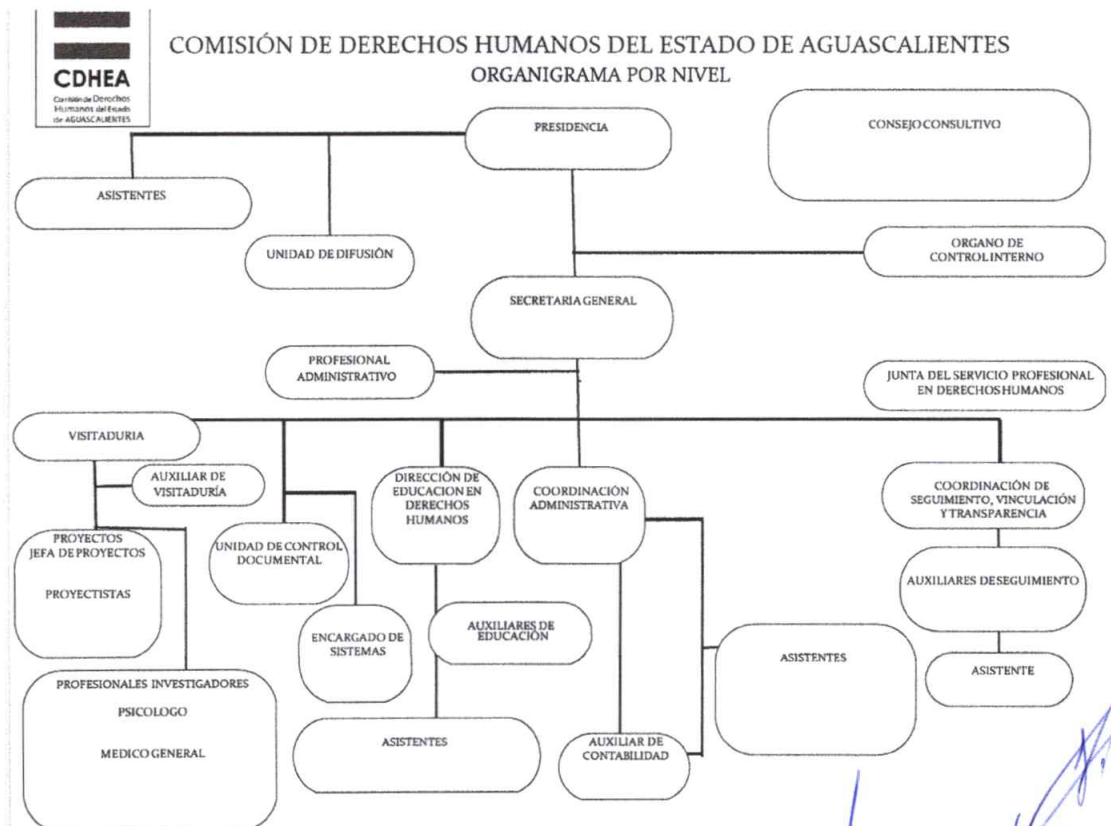 CDHEA
Comisión de Derechos
Humanos del Estado
de AGUASCALIENTES
COMISIÓN DE DERECHOS HUMANOS DEL ESTADO DE AGUASCALIENTES
ORGANIGRAMA POR NIVEL
PRESIDENCIA
CONSEJO CONSULTIVO
ASISTENTES
UNIDAD DE DIFUSIÓN
ORGANO DE
CONTROL INTERNO
SECRETARIA GENERAL
PROFESIONAL
ADMINISTRATIVO
JUNTA DEL SERVICIO PROFESIONAL
EN DERECHOS HUMANOS
VISITADURIA
AUXILIAR DE
VISITADURÍA
DIRECCIÓN DE
EDUCACION EN
DERECHOS
HUMANOS
COORDINACIÓN
ADMINISTRATIVA
COORDINACIÓN DE
SEGUIMIENTO, VINCULACIÓN
Y TRANSPARENCIA
PROYECTOS
JEFA DE PROYECTOS
PROYECTISTAS
UNIDAD DE CONTROL
DOCUMENTAL
AUXILIARES DE SEGUIMIENTO
ENCARGADO DE
SISTEMAS
AUXILIARES DE
EDUCACIÓN
ASISTENTES
ASISTENTE
PROFESIONALES INVESTIGADORES
PSICOLOGO
MEDICO GENERAL
ASISTENTES
AUXILIAR DE
CONTABILIDAD